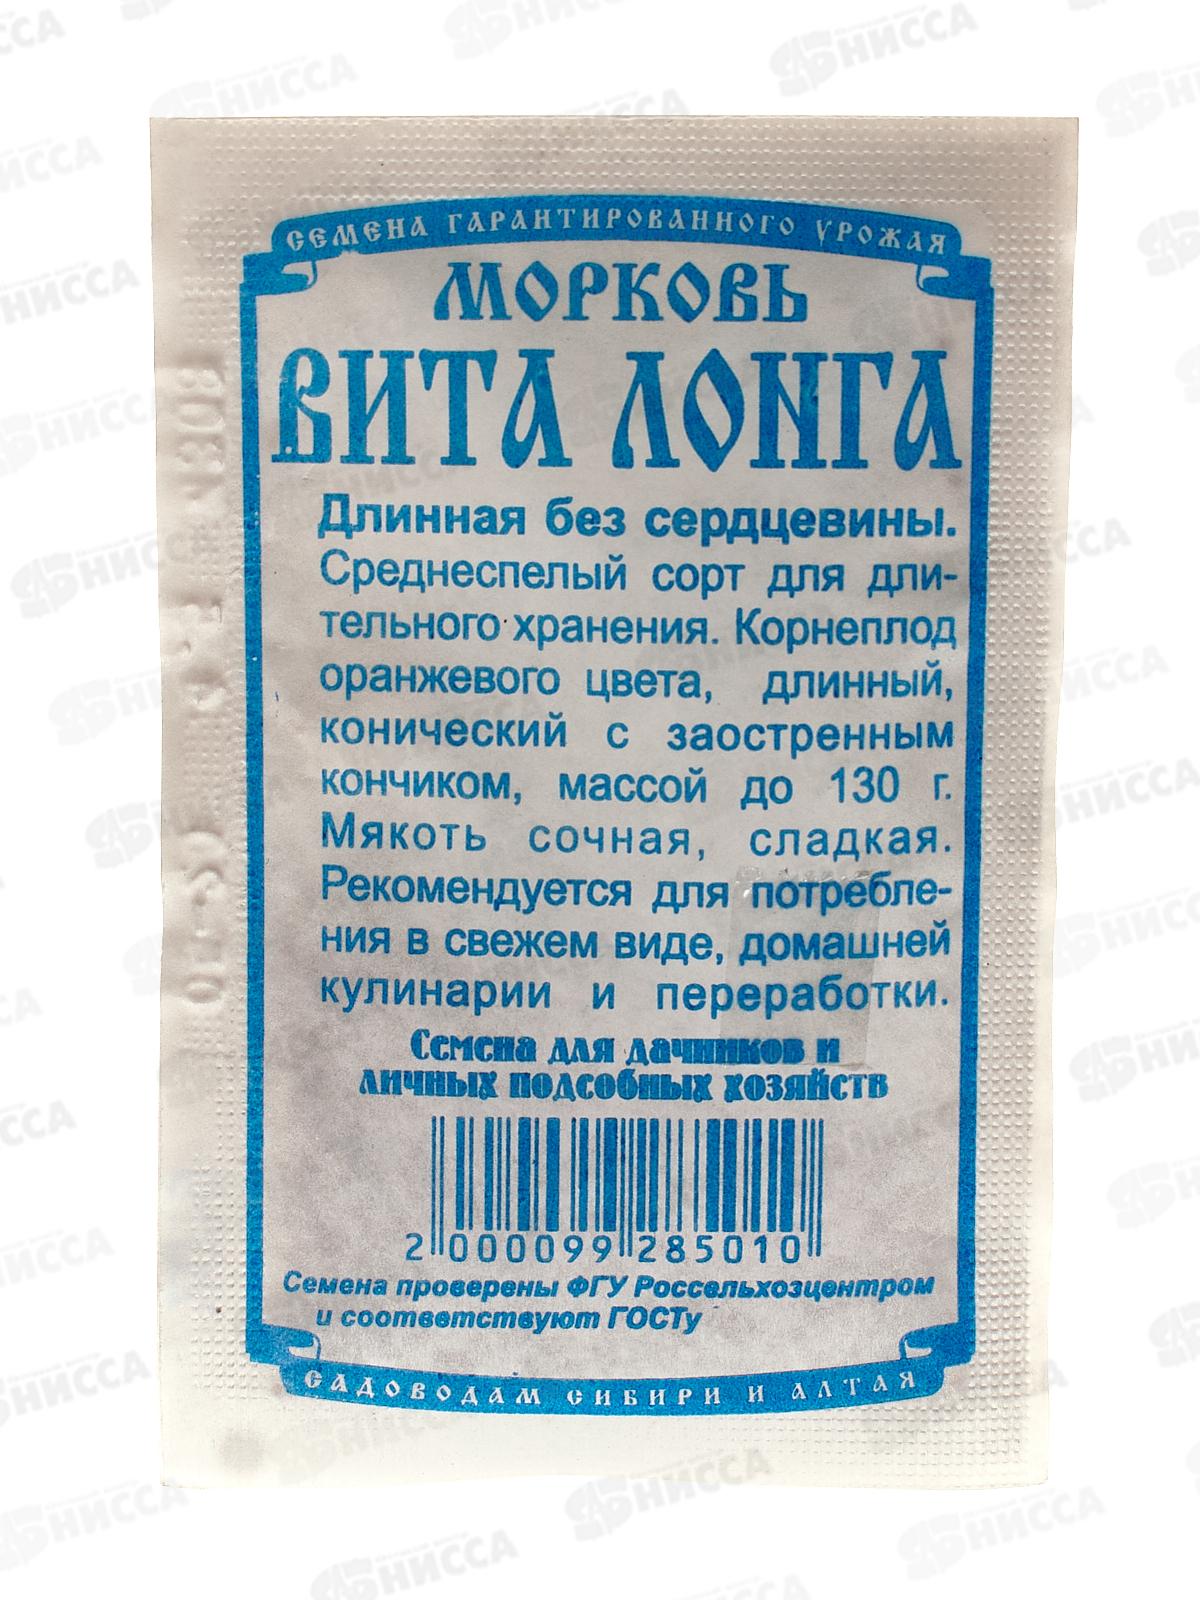 СЕМЕНА ГАРАНТИРОВАННОГО УРОЖАЯ
МОРКОВЬ
ВИТА ЛОНГА
Длинная без сердцевины.
Среднеспелый сорт для дли-
тельного хранения. Корнеплод
оранжевого цвета, длинный,
конический с заостренным
кончиком, массой до 130 г.
Мякоть сочная, сладкая.
Рекомендуется для потребле-
ния в свежем виде, домашней
кулинарии и переработки.
Семена для дачников и
личных подсобных хозяйств
2 000099 285010
Семена проверены ФГУ Россельхозцентром
и соответствуют ГОСТу
САДОВОДАМ СИБИРИ И АЛТАЯ